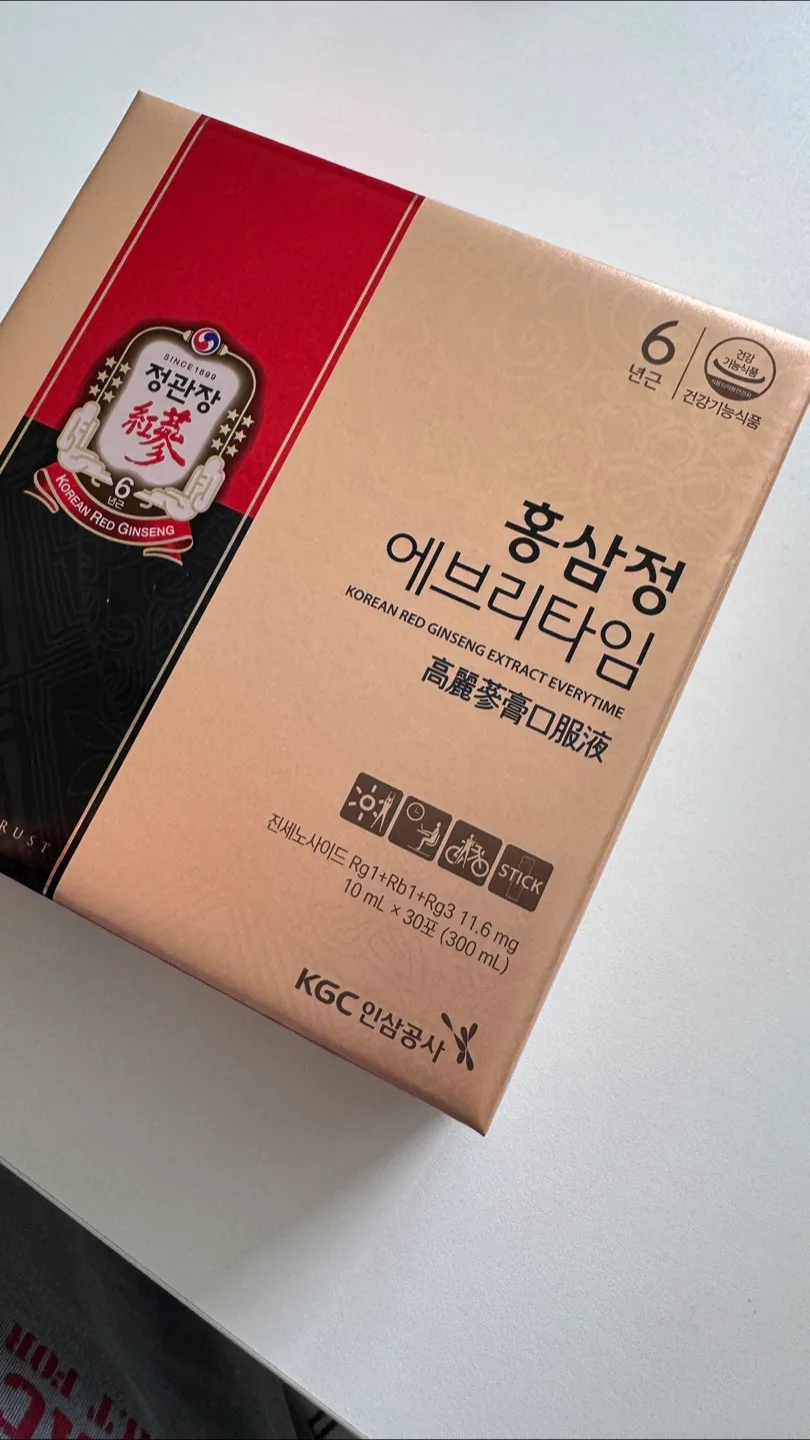 SINCE 1899
정관장
紅蔘
6
년근
KOREAN RED GINSENG
6
년근
건강
기능식품
건강기능식품
홍삼정
에브리타임
KOREAN RED GINSENG EXTRACT EVERYTIME
高麗蔘膏口服液
STICK
진세노사이드 Rg1+Rb1+Rg3 11.6 mg
10 mL × 30포 (300 mL)
KGC 인삼공사
FOR